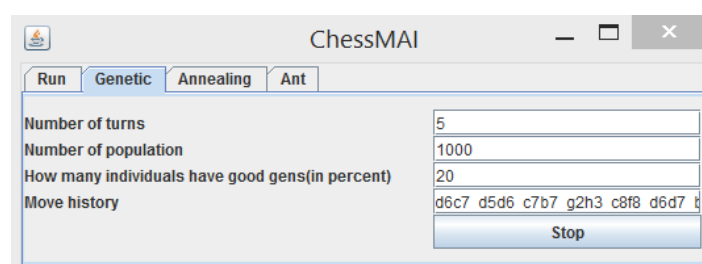 ChessMAI
Run Genetic Annealing Ant
Number of turns 5
Number of population 1000
How many individuals have good gens(in percent) 20
Move history d6c7 d5d6 c7b7 g2h3 c8f8 d6d7
Stop